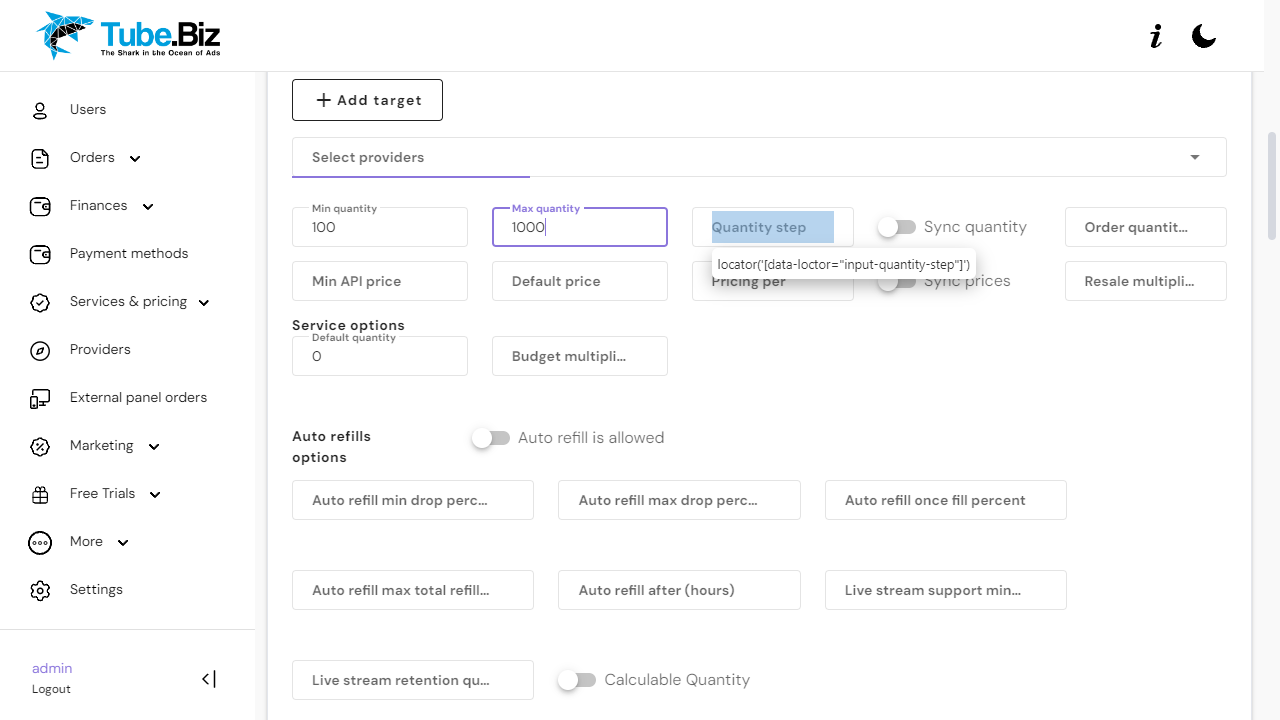 Tube.Biz
The Shark in the Ocean of Ads
i
Users
Orders
Finances
Payment methods
Services & pricing
Providers
External panel orders
Marketing
Free Trials
More
Settings
admin
Logout
Add target
Select providers
Min quantity
100
Max quantity
1000
Quantity step
Sync quantity
Order quantit...
locator('[data-loctor="input-quantity-step"]')
Min API price
Default price
Pricing per
Sync prices
Resale multipli...
Service options
Default quantity
0
Budget multipli...
Auto refills
options
Auto refill is allowed
Auto refill min drop perc...
Auto refill max drop perc...
Auto refill once fill percent
Auto refill max total refill...
Auto refill after (hours)
Live stream support min...
Live stream retention qu...
Calculable Quantity